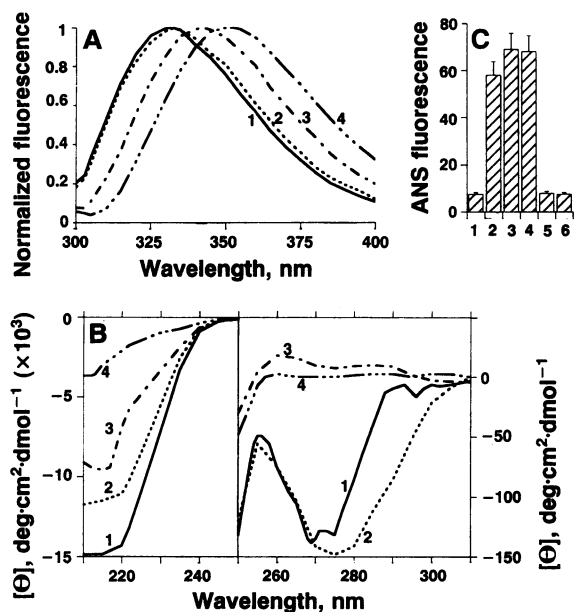 A
Normalized fluorescence
1
0.8
0.6
0.4
0.2
0
1
2
3
4
300 325 350 375 400
Wavelength, nm
C
ANS fluorescence
80
60
40
20
0
1 2 3 4 5 6
B
[Θ], deg·cm²·dmol⁻¹ (×10³)
0
−5
−10
−15
4
3
2
1
3
4
1
2
0
−50
−100
−150
[Θ], deg·cm²·dmol⁻¹
220 240 260 280 300
Wavelength, nm